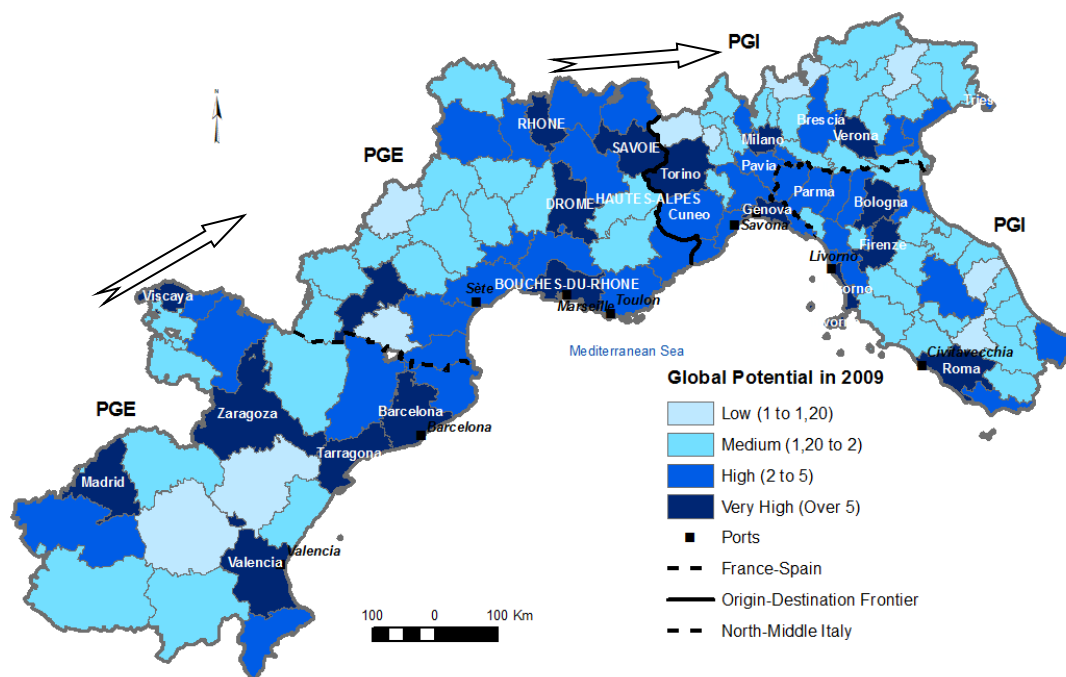 PGI
N
RHONE
PGE
SAVOIE
Milano
Brescia
Verona
Tries
Torino
Pavia
Parma
DROME
HAUTES-ALPES
Cuneo
Genova
Savona
Bologna
PGI
Firenze
Livorno
orno
vorn
Viscaya
Sète
BOUCHES-DU-RHONE
Marseille
Toulon
Mediterranean Sea
Civitavecchia
Roma
PGE
Zaragoza
Barcelona
Barcelona
Tarragona
Madrid
Valencia
Valencia
Global Potential in 2009
Low (1 to 1,20)
Medium (1,20 to 2)
High (2 to 5)
Very High (Over 5)
Ports
France-Spain
Origin-Destination Frontier
North-Middle Italy
100 0 100 Km